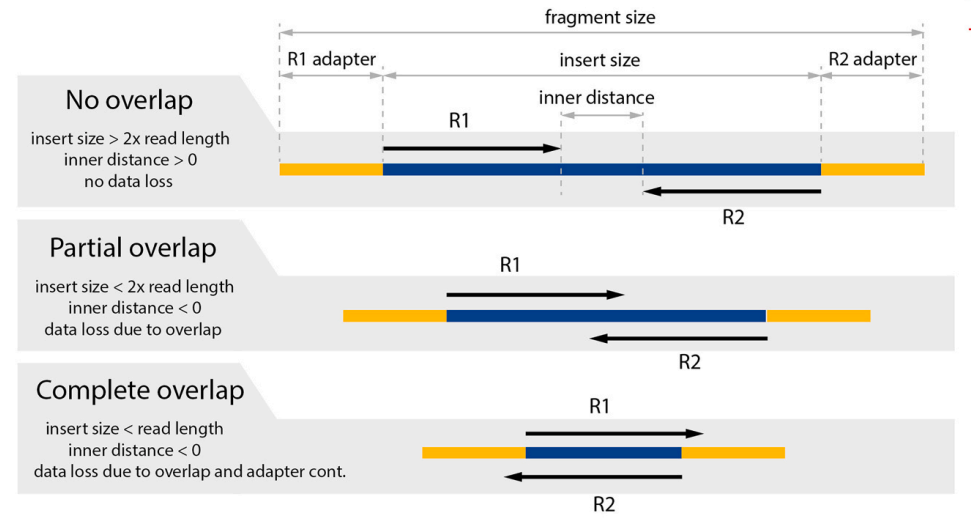 fragment size
R1 adapter
insert size
R2 adapter
inner distance
No overlap
insert size > 2x read length
inner distance > 0
no data loss
R1
R2
Partial overlap
insert size < 2x read length
inner distance < 0
data loss due to overlap
R1
R2
Complete overlap
insert size < read length
inner distance < 0
data loss due to overlap and adapter cont.
R1
R2